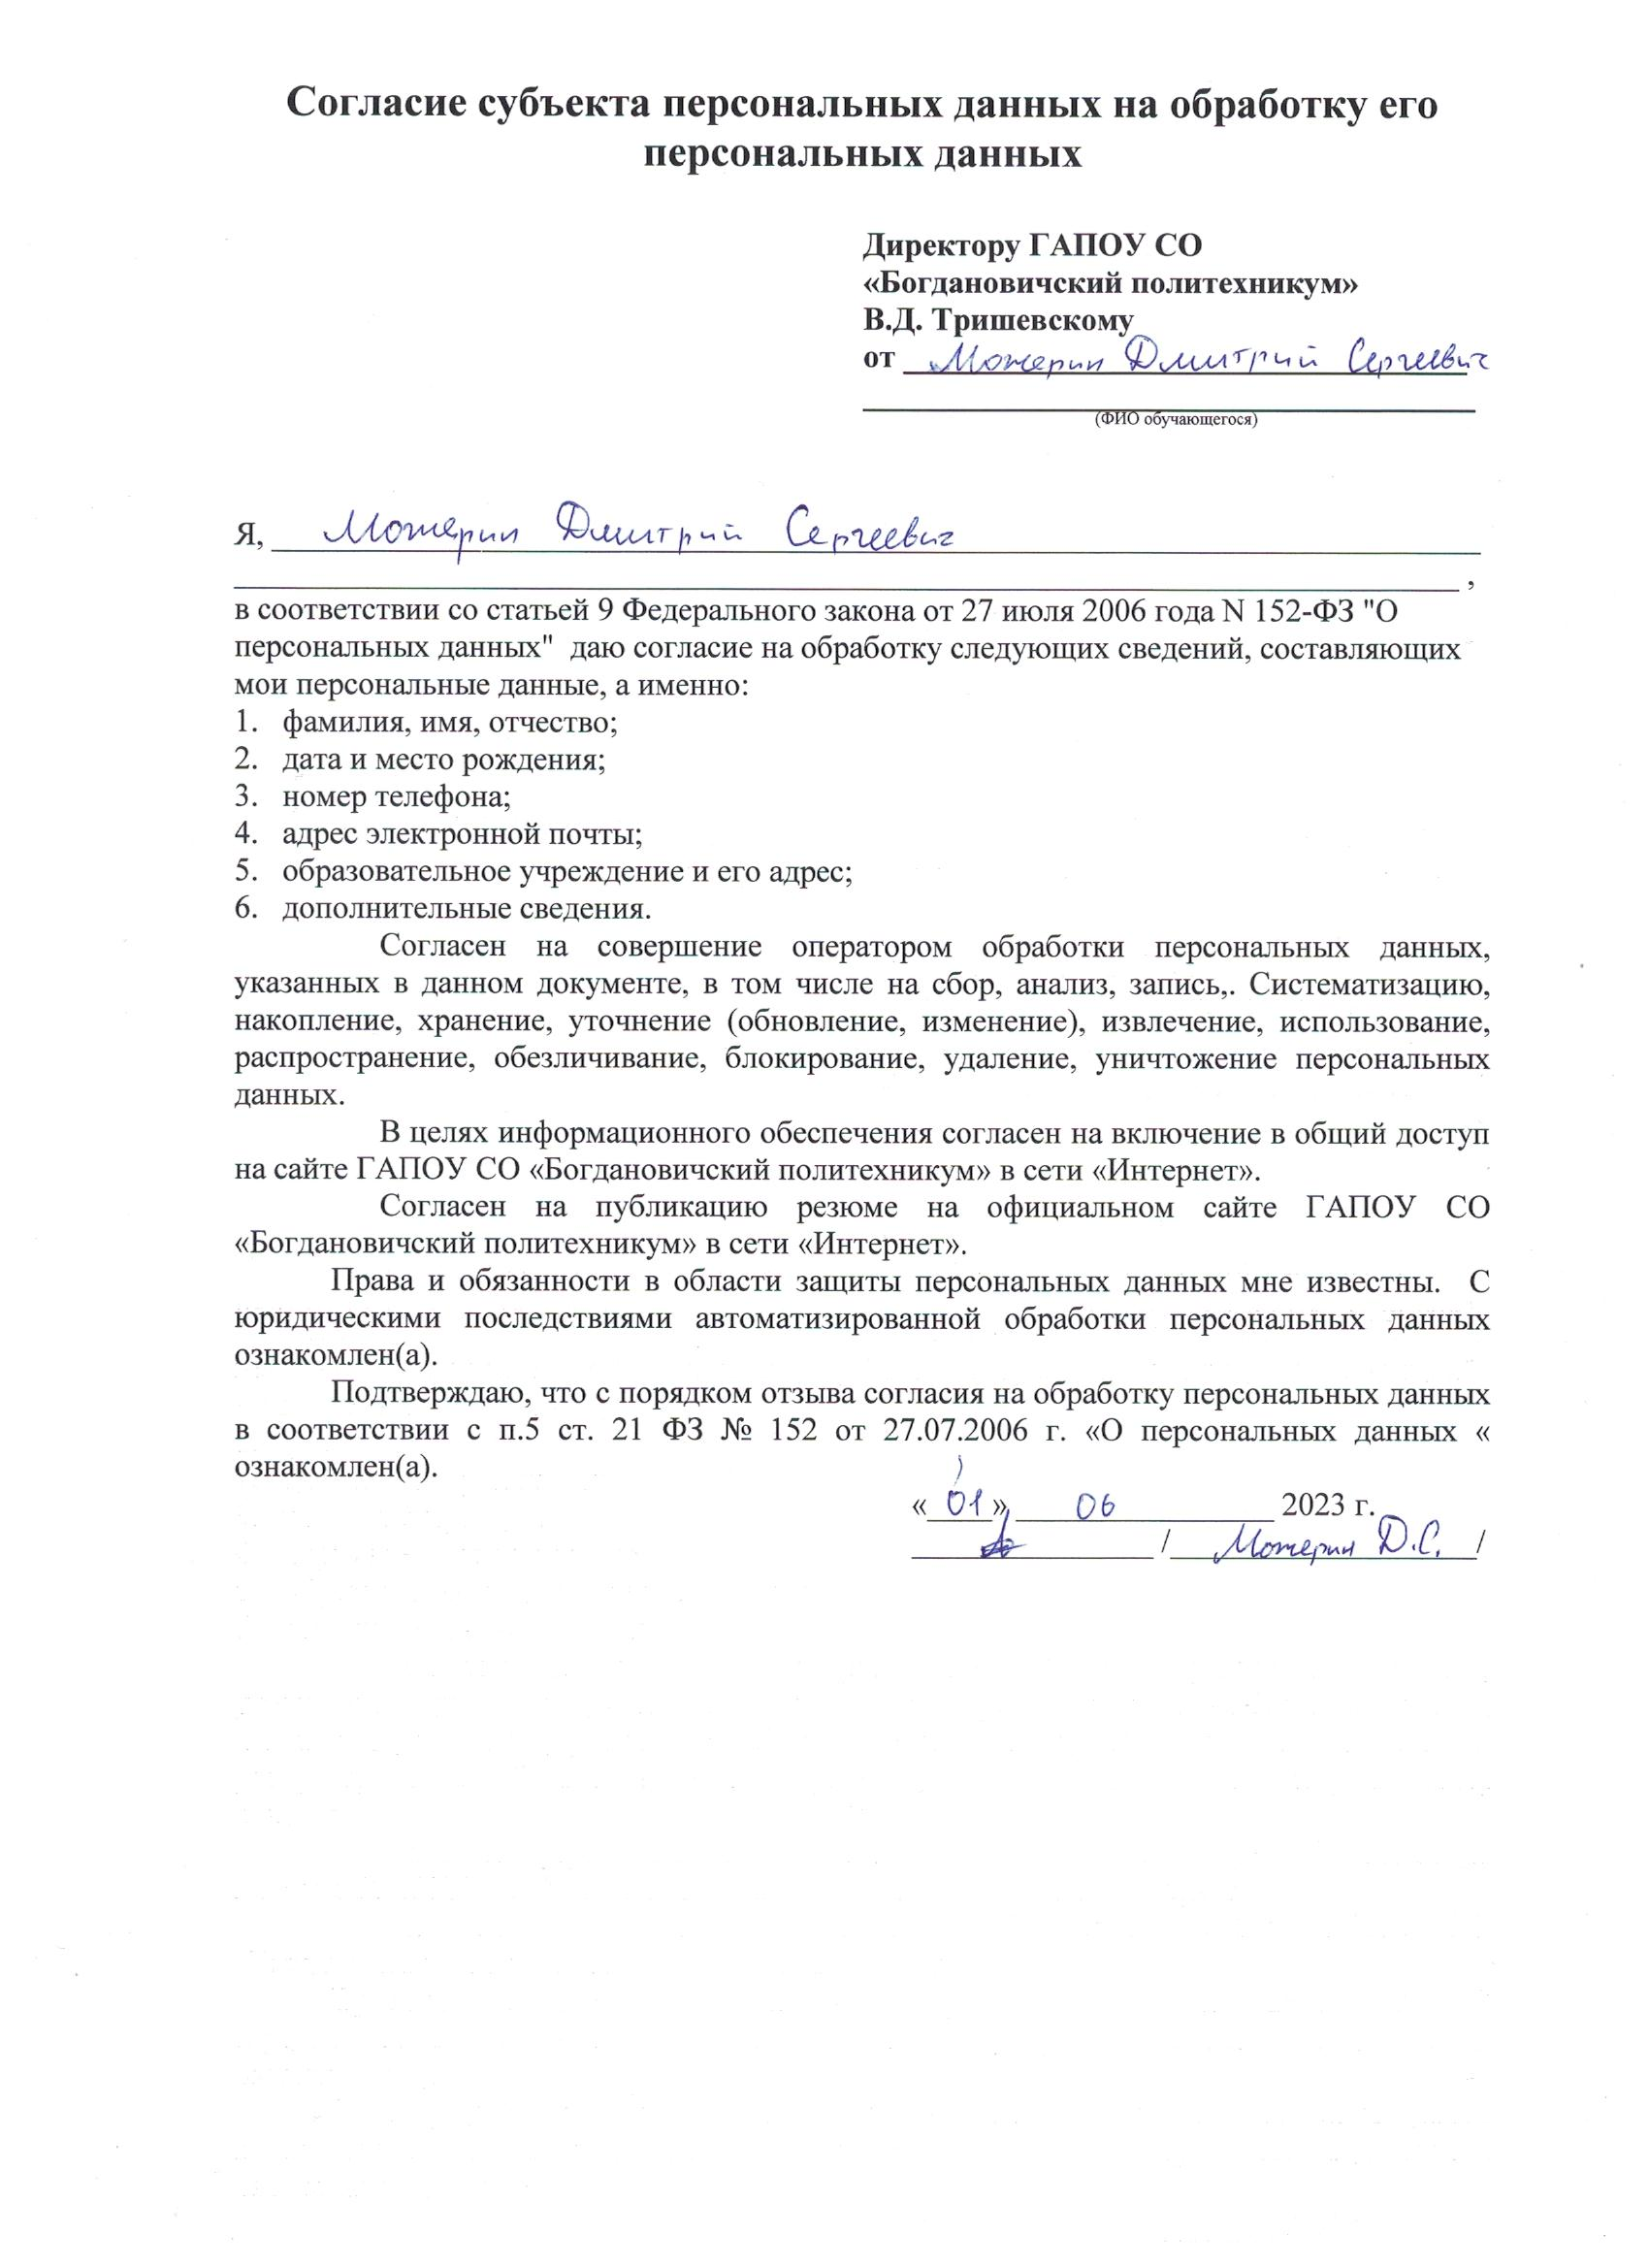 Согласие субъекта персональных данных на обработку его
персональных данных
Директору ГАПОУ СО
«Богдановичский политехникум»
В.Д. Тришевскому
от Можерин Дмитрий Сергеевич
(ФИО обучающегося)
Я, Можерин Дмитрий Сергеевич
,
в соответствии со статьей 9 Федерального закона от 27 июля 2006 года N 152-ФЗ "О
персональных данных"  даю согласие на обработку следующих сведений, составляющих
мои персональные данные, а именно:
1. фамилия, имя, отчество;
2. дата и место рождения;
3. номер телефона;
4. адрес электронной почты;
5. образовательное учреждение и его адрес;
6. дополнительные сведения.
Согласен на совершение оператором обработки персональных данных,
указанных в данном документе, в том числе на сбор, анализ, запись,. Систематизацию,
накопление, хранение, уточнение (обновление, изменение), извлечение, использование,
распространение, обезличивание, блокирование, удаление, уничтожение персональных
данных.
В целях информационного обеспечения согласен на включение в общий доступ
на сайте ГАПОУ СО «Богдановичский политехникум» в сети «Интернет».
Согласен на публикацию резюме на официальном сайте ГАПОУ СО
«Богдановичский политехникум» в сети «Интернет».
Права и обязанности в области защиты персональных данных мне известны. С
юридическими последствиями автоматизированной обработки персональных данных
ознакомлен(а).
Подтверждаю, что с порядком отзыва согласия на обработку персональных данных
в соответствии с п.5 ст. 21 ФЗ № 152 от 27.07.2006 г. «О персональных данных «
ознакомлен(а).
«01» 06 2023 г.
/ Можерин Д.С. /